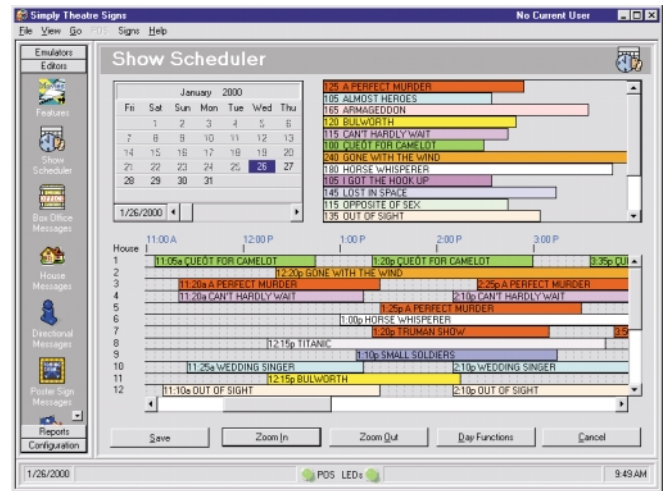 Simply Theatre Signs
No Current User
File View Go POS Signs Help
Emulators
Editors
Features
Show Scheduler
Box Office Messages
House Messages
Directional Messages
Poster Sign Messages
Reports
Configuration
Show Scheduler
January 2000
Fri Sat Sun Mon Tue Wed Thu
1 2 3 4 5 6
7 8 9 10 11 12 13
14 15 16 17 18 19 20
21 22 23 24 25 26 27
28 29 30 31
1/26/2000
125 A PERFECT MURDER
105 ALMOST HEROES
165 ARMAGEDDON
120 BULWORTH
115 CAN'T HARDLY WAIT
100 QUEST FOR CAMELOT
240 GONE WITH THE WIND
180 HORSE WHISPERER
105 I GOT THE HOOK UP
145 LOST IN SPACE
115 OPPOSITE OF SEX
135 OUT OF SIGHT
House 11:00 A 12:00 P 1:00 P 2:00 P 3:00 P
1 11:05a QUEST FOR CAMELOT 1:20p QUEST FOR CAMELOT 3:35p
2 12:20p GONE WITH THE WIND
3 11:20a A PERFECT MURDER 2:25p A PERFECT MURDER
4 11:20a CAN'T HARDLY WAIT 2:10p CAN'T HARDLY WAIT
5 1:25p A PERFECT MURDER
6 1:00p HORSE WHISPERER
7 1:20p TRUMAN SHOW
8 12:15p TITANIC
9 1:10p SMALL SOLDIERS
10 11:25a WEDDING SINGER 2:10p WEDDING SINGER
11 12:15p BULWORTH
12 11:10a OUT OF SIGHT 2:10p OUT OF SIGHT
Save Zoom In Zoom Out Day Functions Cancel
1/26/2000 POS LEDs 9:49 AM